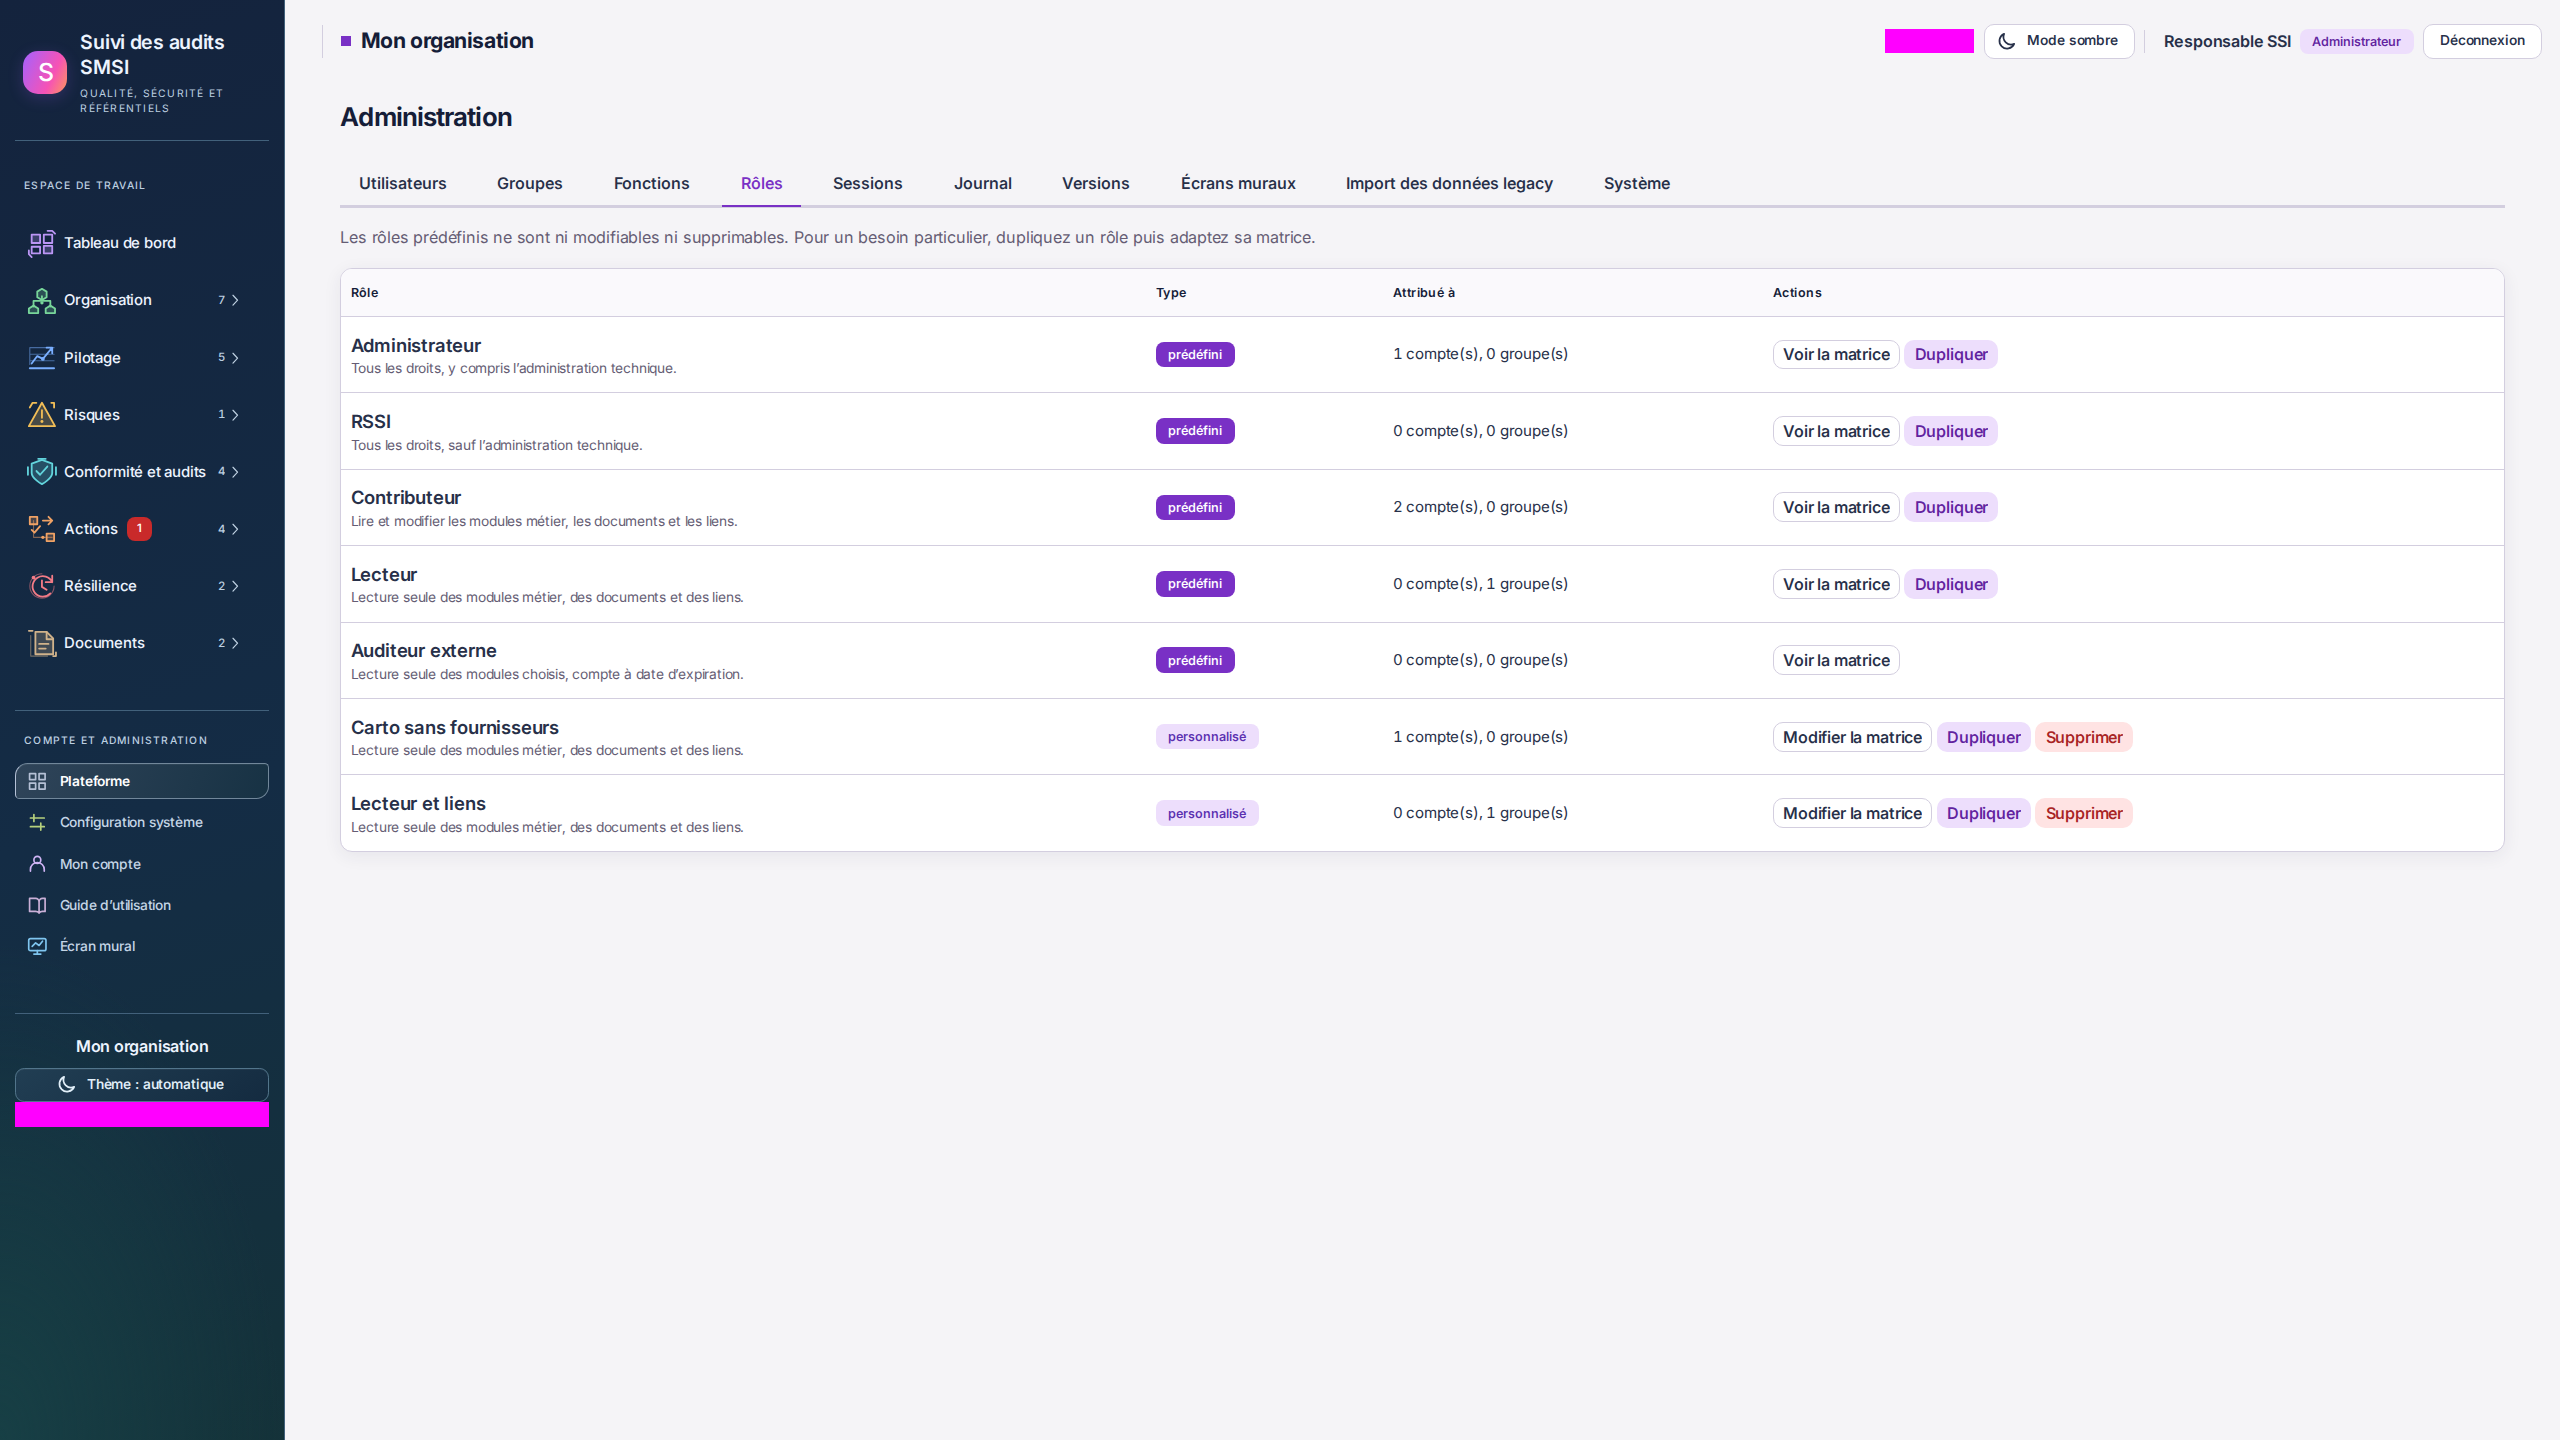 Suivi des audits
SMSI
QUALITÉ, SÉCURITÉ ET
RÉFÉRENTIELS
S
ESPACE DE TRAVAIL
Tableau de bord
Organisation 7
Pilotage 5
Risques 1
Conformité et audits 4
Actions 1 4
Résilience 2
Documents 2
COMPTE ET ADMINISTRATION
Plateforme
Configuration système
Mon compte
Guide d’utilisation
Écran mural
Mon organisation
Thème : automatique
Mon organisation
Mode sombre
Responsable SSI
Administrateur
Déconnexion
Administration
Utilisateurs Groupes Fonctions Rôles Sessions Journal Versions Écrans muraux Import des données legacy Système
Les rôles prédéfinis ne sont ni modifiables ni supprimables. Pour un besoin particulier, dupliquez un rôle puis adaptez sa matrice.
Rôle Type Attribué à Actions
Administrateur
Tous les droits, y compris l’administration technique.
prédéfini 1 compte(s), 0 groupe(s) Voir la matrice Dupliquer
RSSI
Tous les droits, sauf l’administration technique.
prédéfini 0 compte(s), 0 groupe(s) Voir la matrice Dupliquer
Contributeur
Lire et modifier les modules métier, les documents et les liens.
prédéfini 2 compte(s), 0 groupe(s) Voir la matrice Dupliquer
Lecteur
Lecture seule des modules métier, des documents et des liens.
prédéfini 0 compte(s), 1 groupe(s) Voir la matrice Dupliquer
Auditeur externe
Lecture seule des modules choisis, compte à date d’expiration.
prédéfini 0 compte(s), 0 groupe(s) Voir la matrice
Carto sans fournisseurs
Lecture seule des modules métier, des documents et des liens.
personnalisé 1 compte(s), 0 groupe(s) Modifier la matrice Dupliquer Supprimer
Lecteur et liens
Lecture seule des modules métier, des documents et des liens.
personnalisé 0 compte(s), 1 groupe(s) Modifier la matrice Dupliquer Supprimer